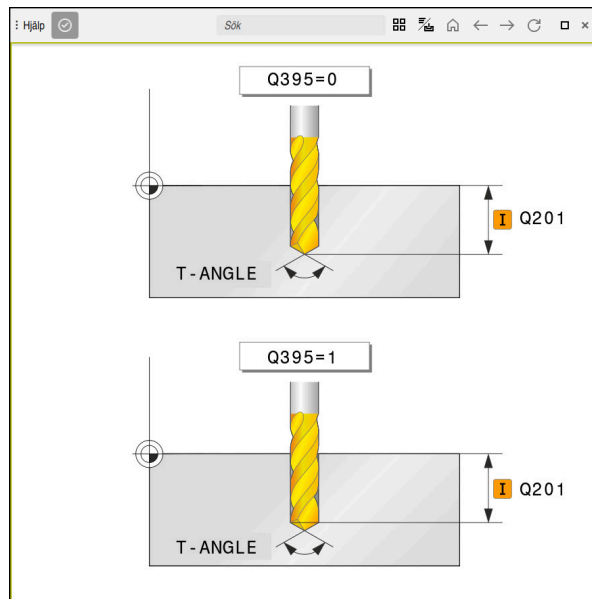 Hjälp
Sök
Q395=0
I Q201
T-ANGLE
Q395=1
I Q201
T-ANGLE